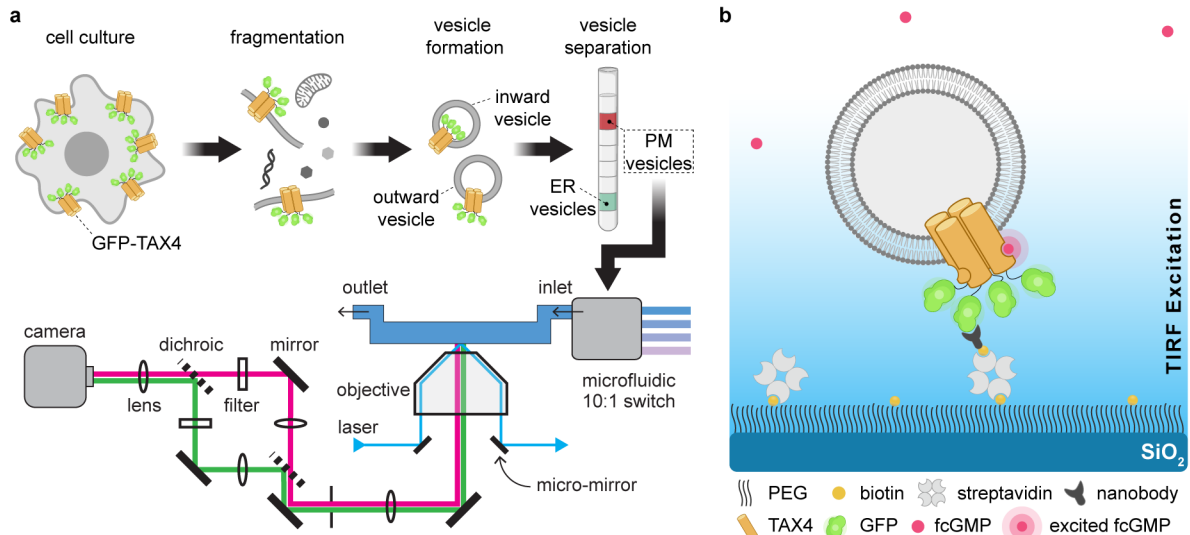 a
cell culture
fragmentation
vesicle
formation
vesicle
separation
inward
vesicle
outward
vesicle
PM
vesicles
ER
vesicles
GFP-TAX4
outlet
inlet
camera
dichroic
mirror
lens
filter
objective
laser
microfluidic
10:1 switch
micro-mirror
b
TIRF Excitation
SiO2
PEG
biotin
streptavidin
nanobody
TAX4
GFP
fcGMP
excited fcGMP